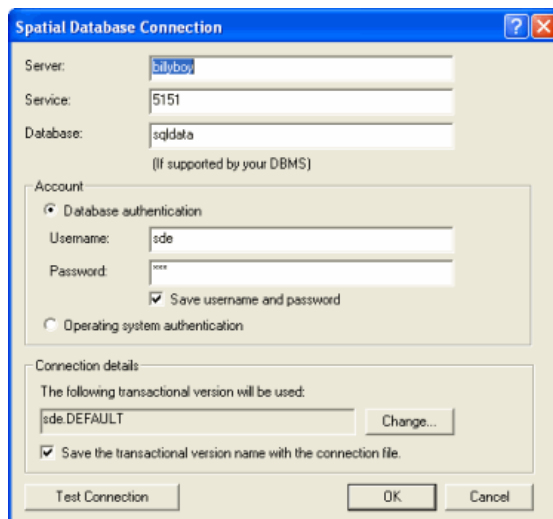 Spatial Database Connection
Server: billyboy
Service: 5151
Database: sqldata
(If supported by your DBMS)
Account
Database authentication
Username: sde
Password: ***
Save username and password
Operating system authentication
Connection details
The following transactional version will be used:
sde.DEFAULT Change...
Save the transactional version name with the connection file.
Test Connection OK Cancel